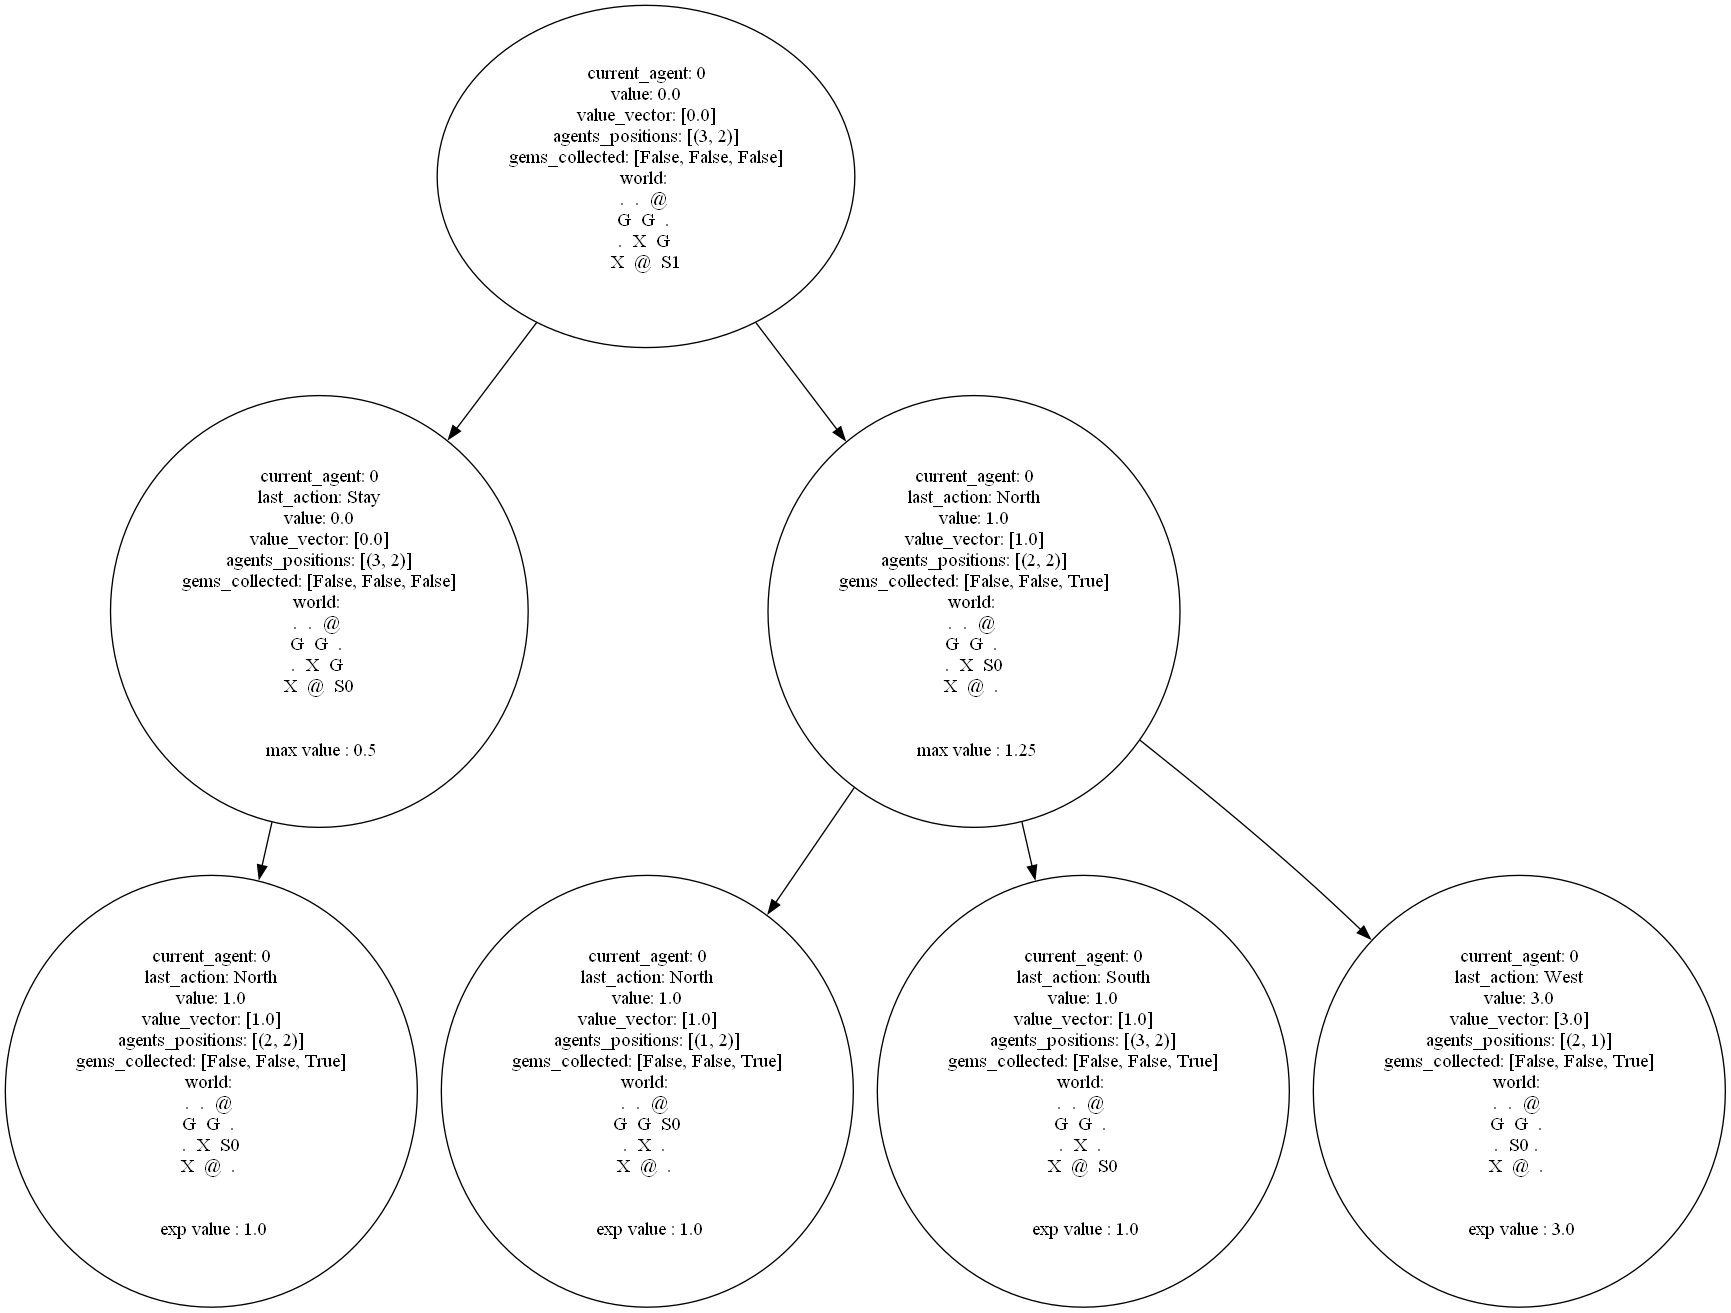 current_agent: 0
value: 0.0
value_vector: [0.0]
agents_positions: [(3, 2)]
gems_collected: [False, False, False]
world:
. . @
G G .
. X G
X @ S1
current_agent: 0
last_action: Stay
value: 0.0
value_vector: [0.0]
agents_positions: [(3, 2)]
gems_collected: [False, False, False]
world:
. . @
G G .
. X G
X @ S0
max value : 0.5
current_agent: 0
last_action: North
value: 1.0
value_vector: [1.0]
agents_positions: [(2, 2)]
gems_collected: [False, False, True]
world:
. . @
G G .
. X S0
X @ .
max value : 1.25
current_agent: 0
last_action: North
value: 1.0
value_vector: [1.0]
agents_positions: [(2, 2)]
gems_collected: [False, False, True]
world:
. . @
G G .
. X S0
X @ .
exp value : 1.0
current_agent: 0
last_action: North
value: 1.0
value_vector: [1.0]
agents_positions: [(1, 2)]
gems_collected: [False, False, True]
world:
. . @
G G S0
. X .
X @ .
exp value : 1.0
current_agent: 0
last_action: South
value: 1.0
value_vector: [1.0]
agents_positions: [(3, 2)]
gems_collected: [False, False, True]
world:
. . @
G G .
. X .
X @ S0
exp value : 1.0
current_agent: 0
last_action: West
value: 3.0
value_vector: [3.0]
agents_positions: [(2, 1)]
gems_collected: [False, False, True]
world:
. . @
G G .
. S0 .
X @ .
exp value : 3.0